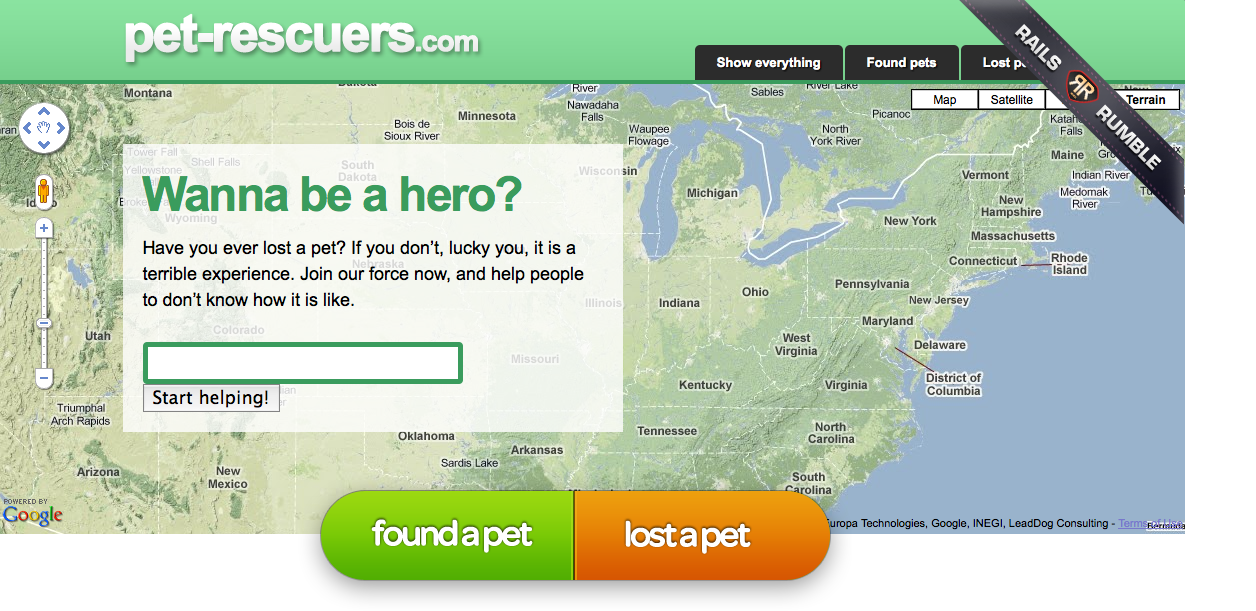 pet-rescuers.com
Show everything
Found pets
Lost
RAILS
RUMBLE
Map
Satellite
Terrain
Montana
Minnesota
River
Nawadaha
Falls
Sables
River Lake
Picanoc
Bois de
Sioux River
Waupee
Flowage
North
York River
Falls
Maine
Tower Fall
Yellowstone
Shell Falls
South
Dakota
Wisconsin
Michigan
Vermont
Indian River
Medomak
River
Wanna be a hero?
Wyoming
New York
New
Hampshire
Massachusetts
Have you ever lost a pet? If you don’t, lucky you, it is a
terrible experience. Join our force now, and help people
to don’t know how it is like.
Nebraska
Connecticut
Rhode
Island
Illinois
Indiana
Ohio
Pennsylvania
New Jersey
Utah
Colorado
Maryland
Delaware
West
Virginia
Missouri
Kentucky
Virginia
District of
Columbia
Start helping!
Triumphal
Arch Rapids
Oklahoma
Tennessee
North
Carolina
Arkansas
Sardis Lake
Arizona
New
Mexico
South
Carolina
POWERED BY
Google
found a pet
lost a pet
Europa Technologies, Google, INEGI, LeadDog Consulting - Terms of Use
Bermuda